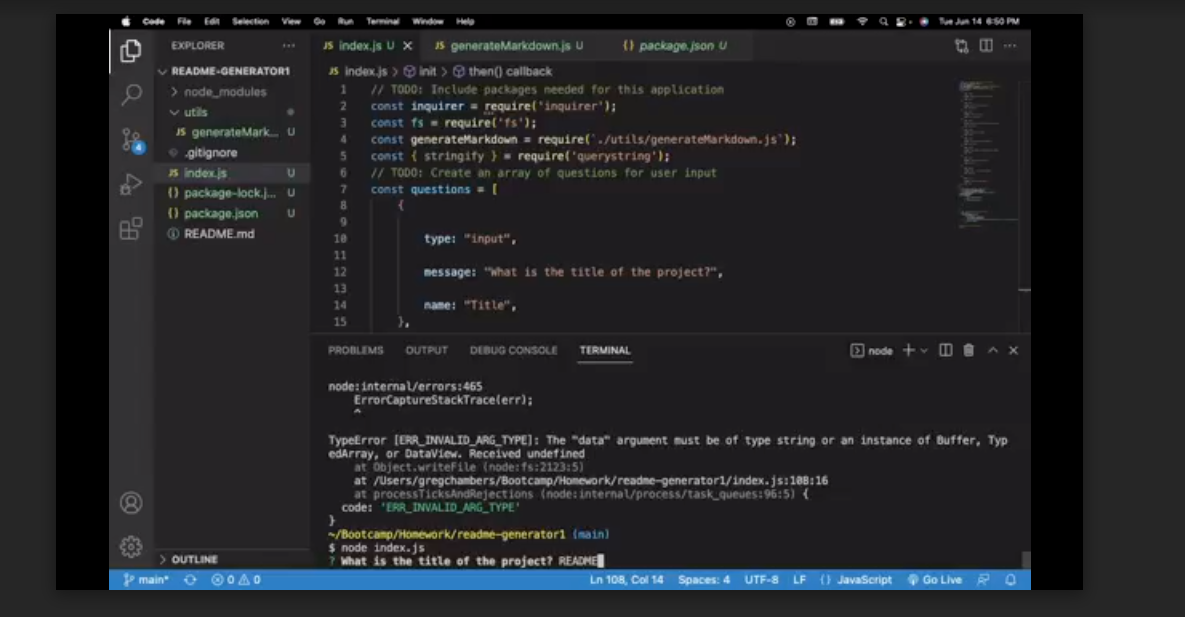 Code File Edit Selection View Go Run Terminal Window Help Tue Jun 14 6:50 PM
EXPLORER
README-GENERATOR1
node_modules
utils
JS generateMark... U
.gitignore
JS index.js U
{} package-lock.j... U
{} package.json U
README.md
OUTLINE
4
JS index.js U
JS generateMarkdown.js U
{} package.json U
JS index.js > init > then() callback
1 // TODO: Include packages needed for this application
2 const inquirer = require('inquirer');
3 const fs = require('fs');
4 const generateMarkdown = require(`./utils/generateMarkdown.js`);
5 const { stringify } = require('querystring');
6 // TODO: Create an array of questions for user input
7 const questions = [
8 {
9
10 type: "input",
11
12 message: "What is the title of the project?",
13
14 name: "Title",
15 },
PROBLEMS OUTPUT DEBUG CONSOLE TERMINAL node
node:internal/errors:465
ErrorCaptureStackTrace(err);
^
TypeError [ERR_INVALID_ARG_TYPE]: The "data" argument must be of type string or an instance of Buffer, Typ
edArray, or DataView. Received undefined
at Object.writeFile (node:fs:2123:5)
at /Users/gregchambers/Bootcamp/Homework/readme-generator1/index.js:108:16
at processTicksAndRejections (node:internal/process/task_queues:96:5) {
code: 'ERR_INVALID_ARG_TYPE'
}
~/Bootcamp/Homework/readme-generator1 (main)
$ node index.js
? What is the title of the project? README
main* 0 0 Ln 108, Col 14 Spaces: 4 UTF-8 LF {} JavaScript Go Live